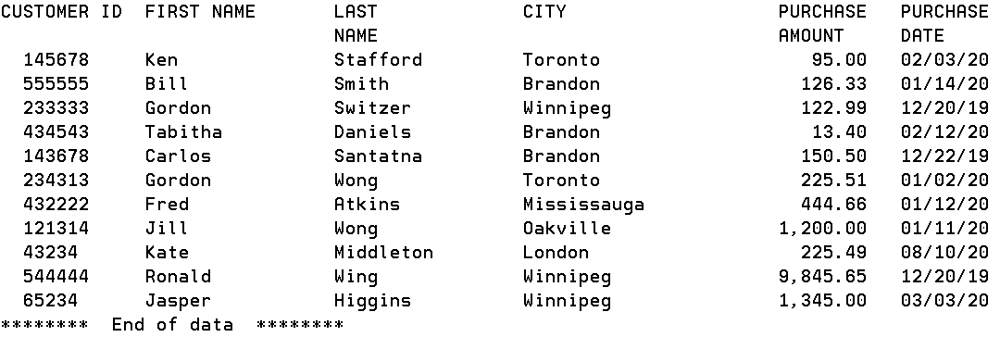 CUSTOMER ID  FIRST NAME       LAST             CITY                   PURCHASE   PURCHASE
                              NAME                                    AMOUNT     DATE
  145678     Ken              Stafford         Toronto                   95.00   02/03/20
  555555     Bill             Smith            Brandon                  126.33   01/14/20
  233333     Gordon           Switzer          Winnipeg                 122.99   12/20/19
  434543     Tabitha          Daniels          Brandon                   13.40   02/12/20
  143678     Carlos           Santatna         Brandon                  150.50   12/22/19
  234313     Gordon           Wong             Toronto                  225.51   01/02/20
  432222     Fred             Atkins           Mississauga              444.66   01/12/20
  121314     Jill             Wong             Oakville               1,200.00   01/11/20
  43234      Kate             Middleton        London                   225.49   08/10/20
  544444     Ronald           Wing             Winnipeg               9,845.65   12/20/19
  65234      Jasper           Higgins          Winnipeg               1,345.00   03/03/20
********  End of data  ********